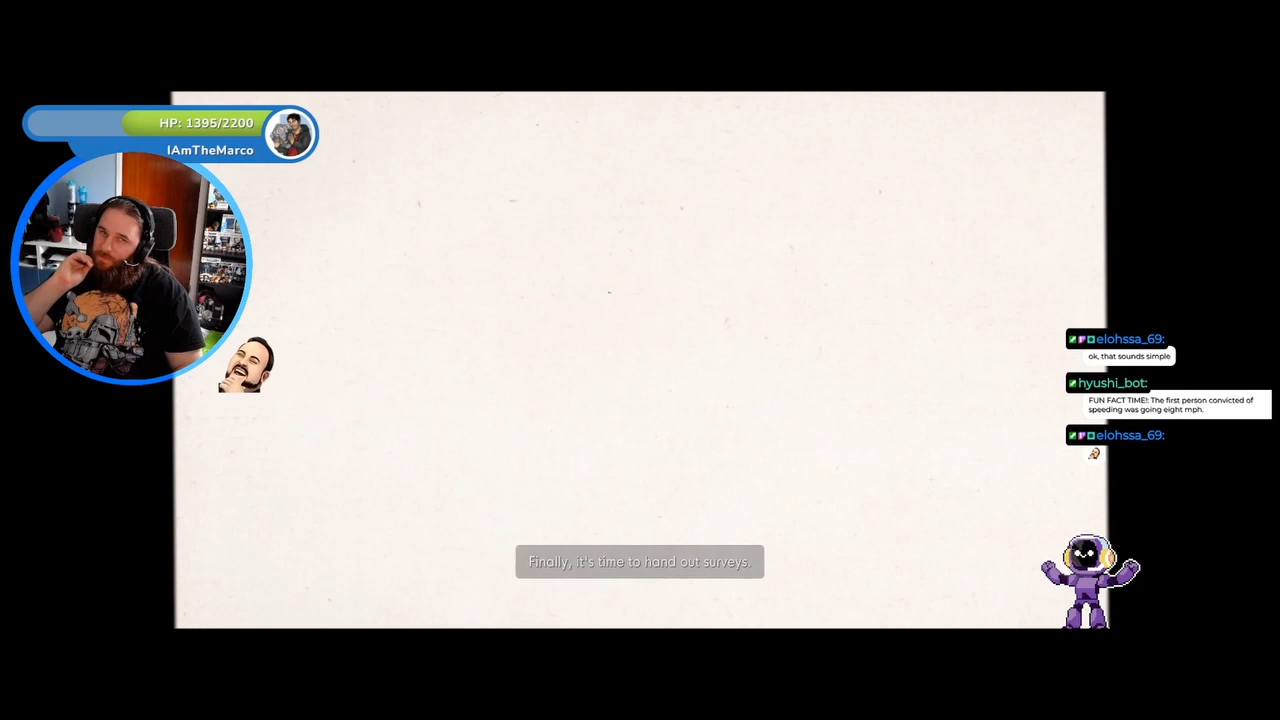 HP: 1395/2200
IAmTheMarco
elohssa_69:
ok, that sounds simple
hyushi_bot:
FUN FACT TIME!: The first person convicted of
speeding was going eight mph.
elohssa_69:
Finally, it's time to hand out surveys.